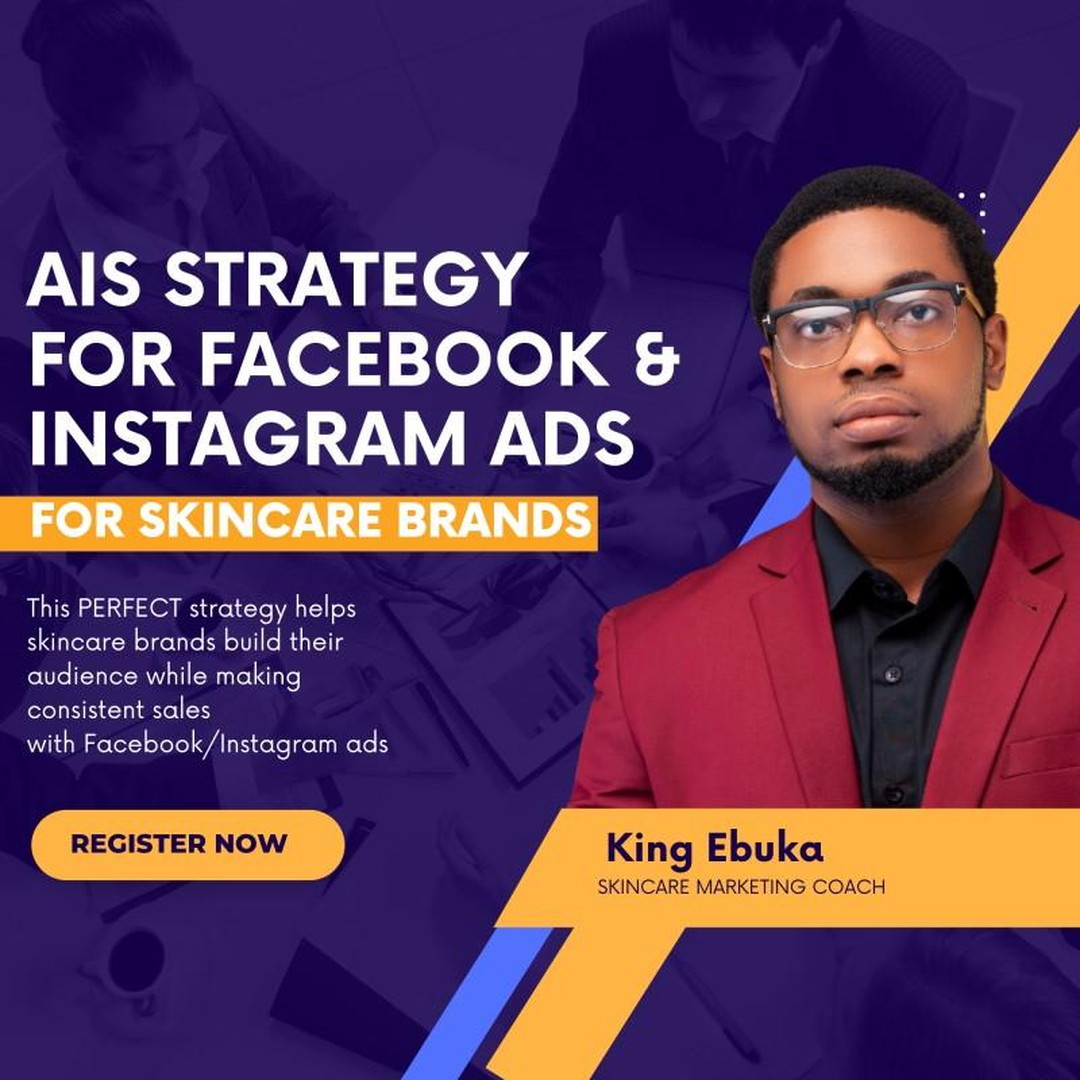 AIS STRATEGY
FOR FACEBOOK &
INSTAGRAM ADS
FOR SKINCARE BRANDS
This PERFECT strategy helps
skincare brands build their
audience while making
consistent sales
with Facebook/Instagram ads
REGISTER NOW
King Ebuka
SKINCARE MARKETING COACH